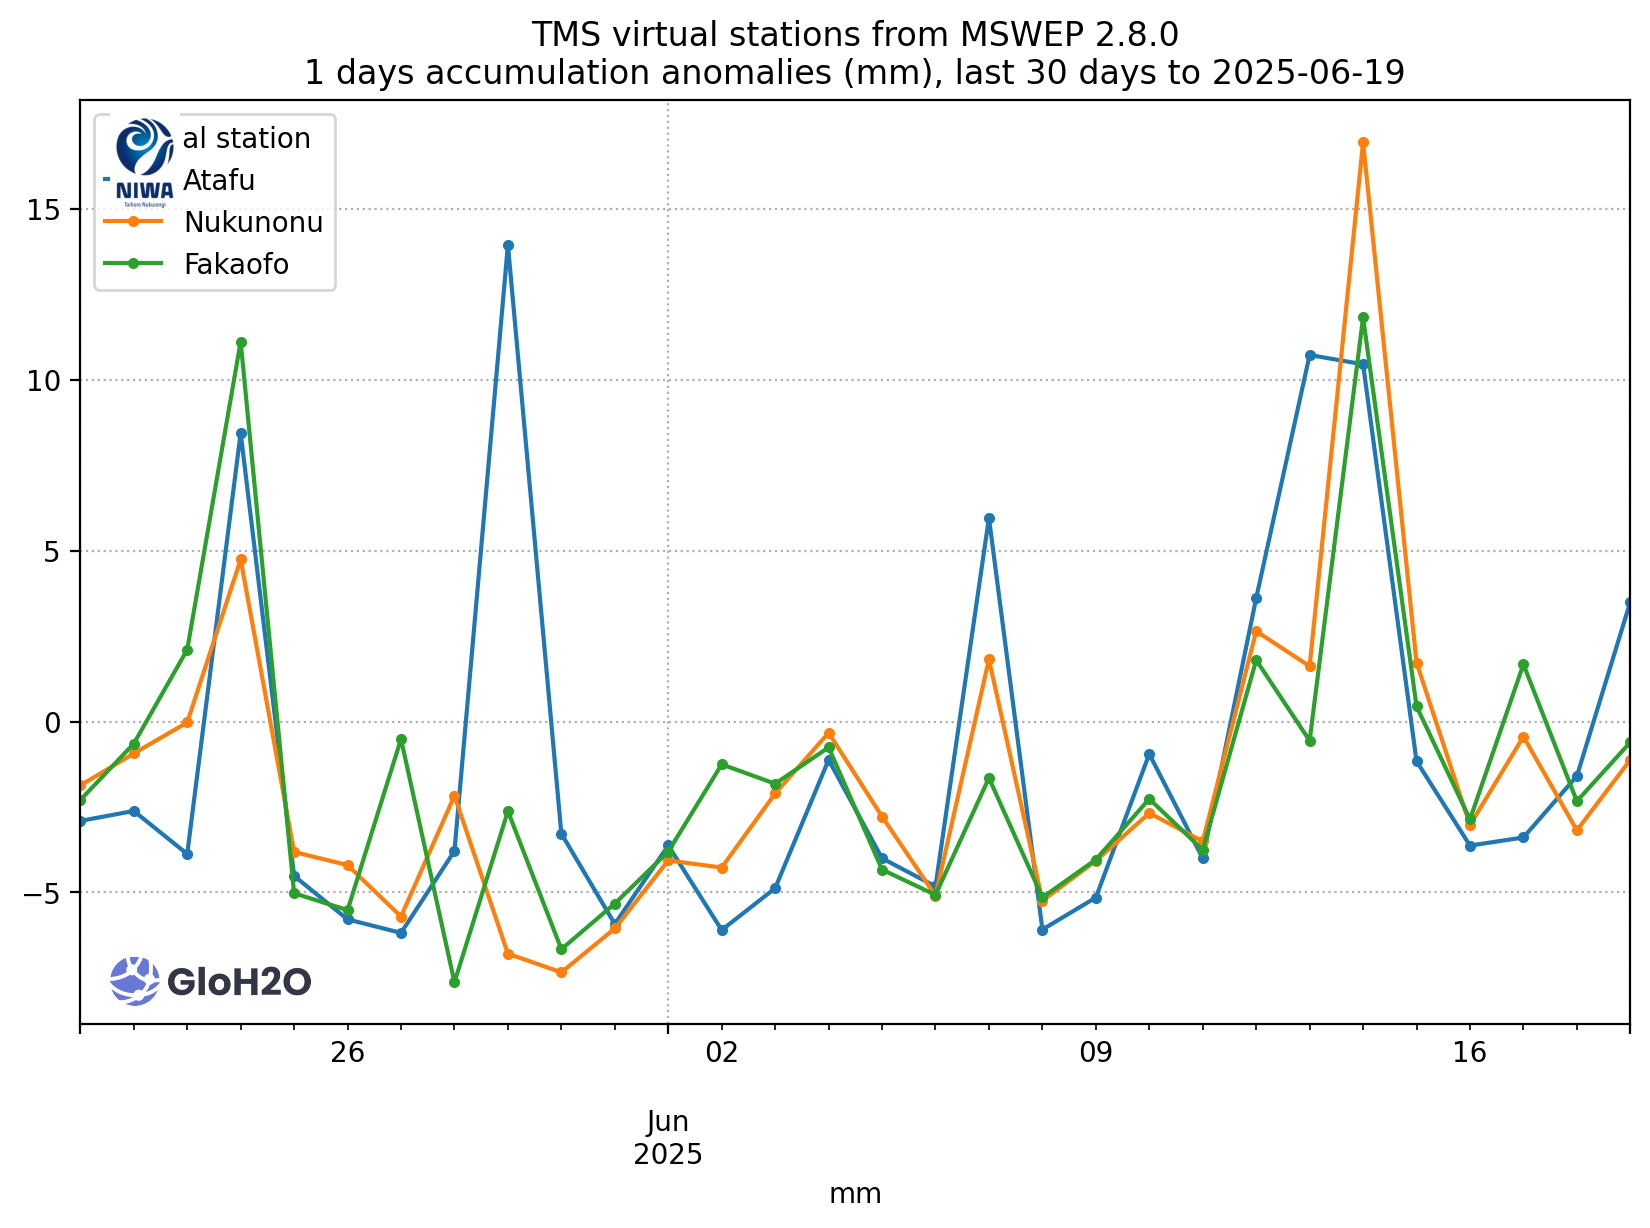 TMS virtual stations from MSWEP 2.8.0
1 days accumulation anomalies (mm), last 30 days to 2025-06-19
al station
Atafu
Nukunonu
Fakaofo
NIWA
Taihoro Nukurangi
15
10
5
0
−5
GloH2O
26
02
09
16
Jun
2025
mm